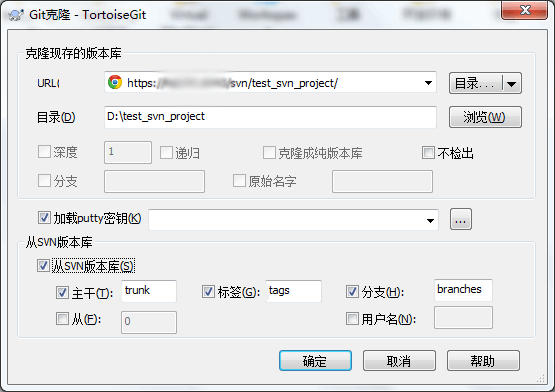 Git克隆 - TortoiseGit
克隆现存的版本库
URL( https: /svn/test_svn_project/ 目录...
目录(D) D:\test_svn_project 浏览(W)
深度 1 递归 克隆成纯版本库 不检出
分支 原始名字
加载putty密钥(K) ...
从SVN版本库
从SVN版本库(S)
主干(T): trunk 标签(G): tags 分支(H): branches
从(F): 0 用户名(N):
确定 取消 帮助